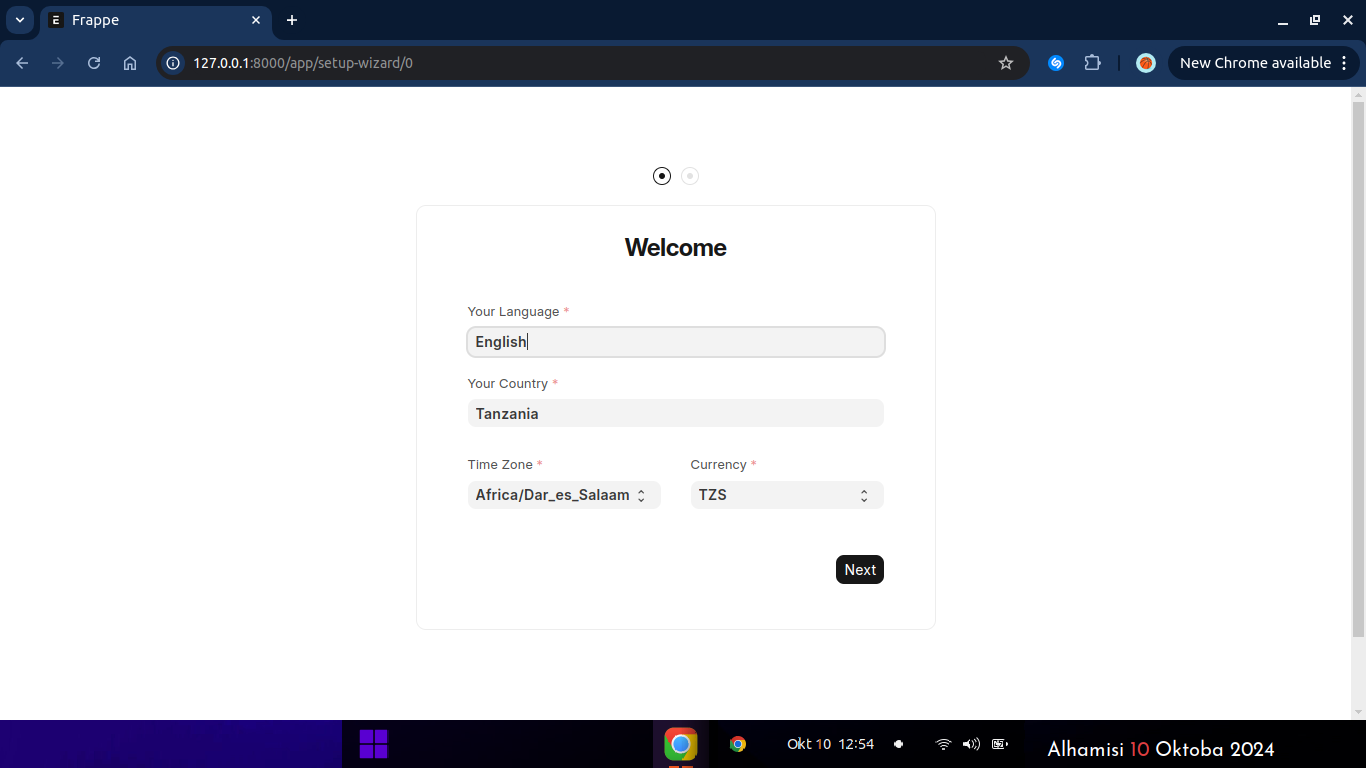 Frappe
127.0.0.1:8000/app/setup-wizard/0
New Chrome available
Welcome
Your Language *
English
Your Country *
Tanzania
Time Zone * Currency *
Africa/Dar_es_Salaam TZS
Next
Okt 10 12:54
Alhamisi 10 Oktoba 2024